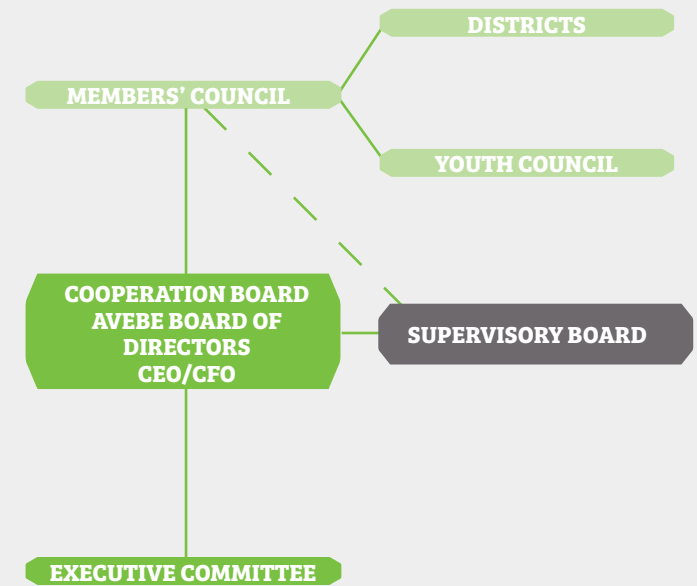 DISTRICTS
MEMBERS’ COUNCIL
YOUTH COUNCIL
COOPERATION BOARD
AVEBE BOARD OF
DIRECTORS
CEO/CFO
SUPERVISORY BOARD
EXECUTIVE COMMITTEE